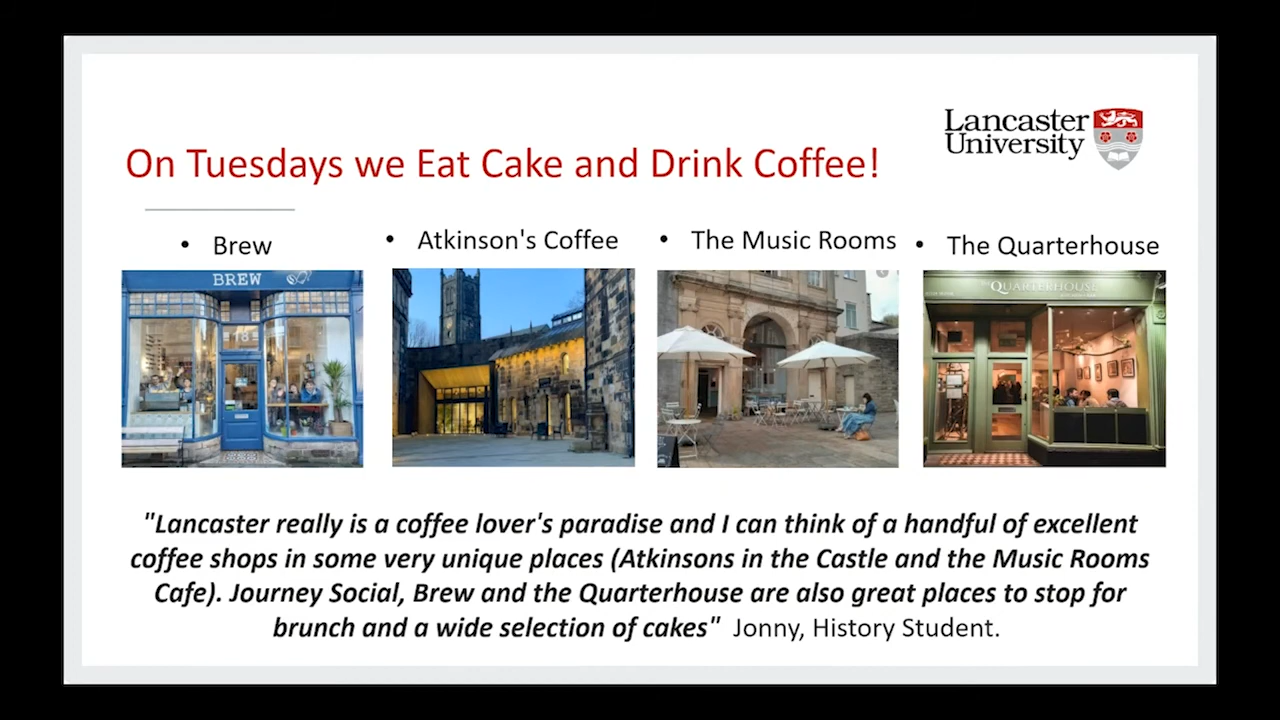 Lancaster
University
On Tuesdays we Eat Cake and Drink Coffee!
• Brew
• Atkinson's Coffee
• The Music Rooms
• The Quarterhouse
BREW
QUARTERHOUSE
"Lancaster really is a coffee lover's paradise and I can think of a handful of excellent
coffee shops in some very unique places (Atkinsons in the Castle and the Music Rooms
Cafe). Journey Social, Brew and the Quarterhouse are also great places to stop for
brunch and a wide selection of cakes" Jonny, History Student.